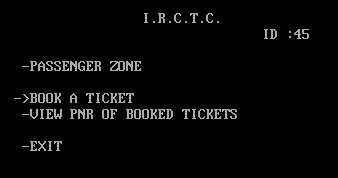 I.R.C.T.C.
ID :45
-PASSENGER ZONE
->BOOK A TICKET
-VIEW PNR OF BOOKED TICKETS
-EXIT